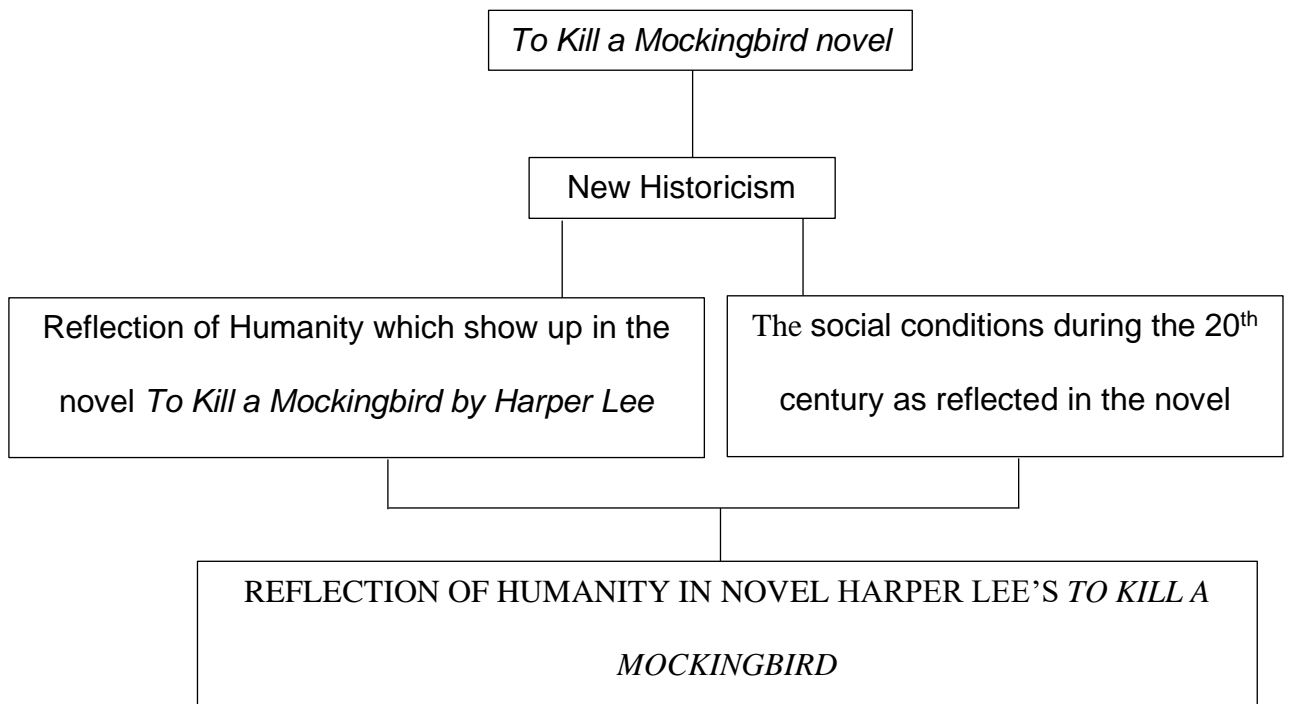 To Kill a Mockingbird novel
New Historicism
Reflection of Humanity which show up in the
novel To Kill a Mockingbird by Harper Lee
The social conditions during the 20th
century as reflected in the novel
REFLECTION OF HUMANITY IN NOVEL HARPER LEE’S TO KILL A
MOCKINGBIRD